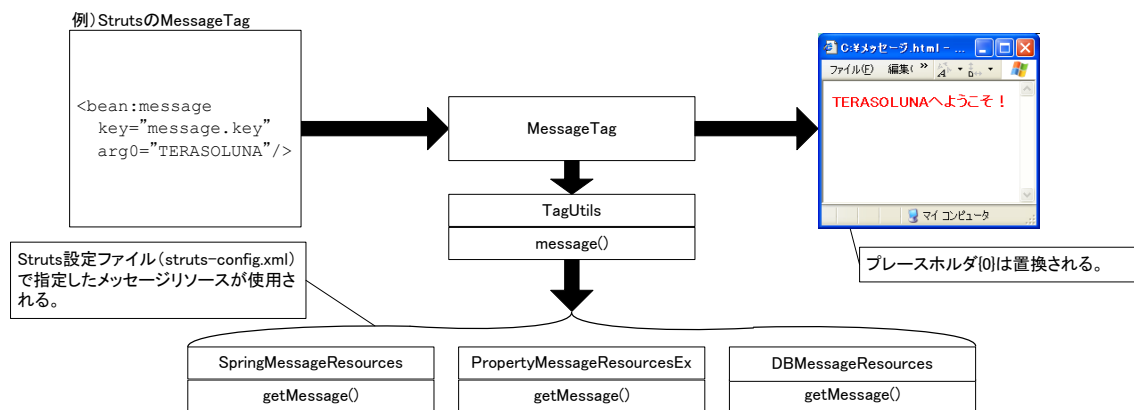 例）StrutsのMessageTag
<bean:message
key=”message.key”
arg0=”TERASOLUNA”/>
MessageTag
C:¥メッセージ.html - ...
ファイル(F) 編集( »
TERASOLUNAへようこそ！
マイ コンピュータ
TagUtils
message()
Struts設定ファイル（struts-config.xml）
で指定したメッセージリソースが使用さ
れる。
プレースホルダ{0}は置換される。
SpringMessageResources
getMessage()
PropertyMessageResourcesEx
getMessage()
DBMessageResources
getMessage()